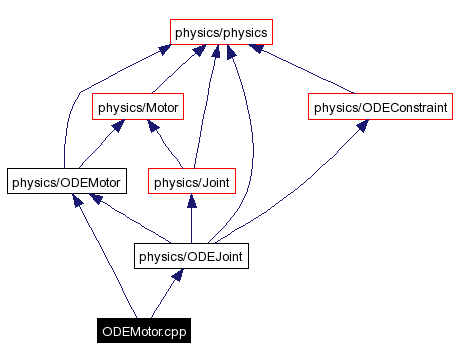 physics/physics
physics/Motor
physics/ODEConstraint
physics/ODEMotor
physics/Joint
physics/ODEJoint
ODEMotor.cpp